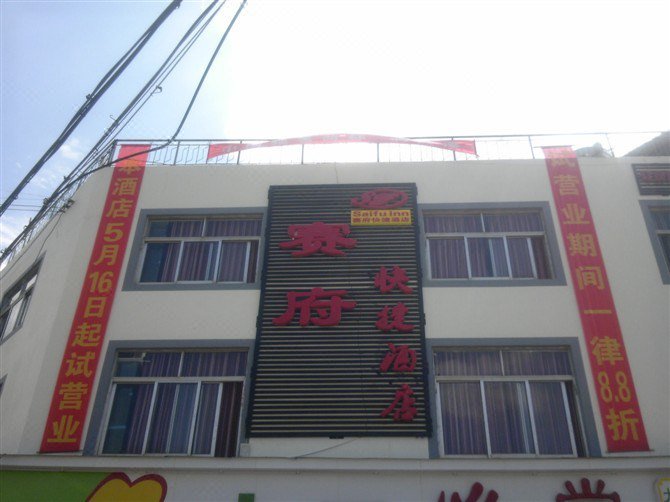 本酒店5月16日起试营业
Saifu inn
赛府快捷酒店
赛府
快捷酒店
试营业期间一律8.8折